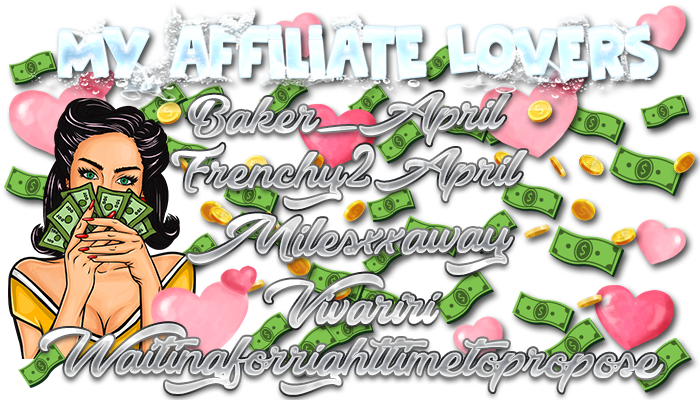 MY AFFILIATE LOVERS
Baker_April
Frenchy2April
Milesxxaway
Vivariri
Waitingforrighttimetopropose